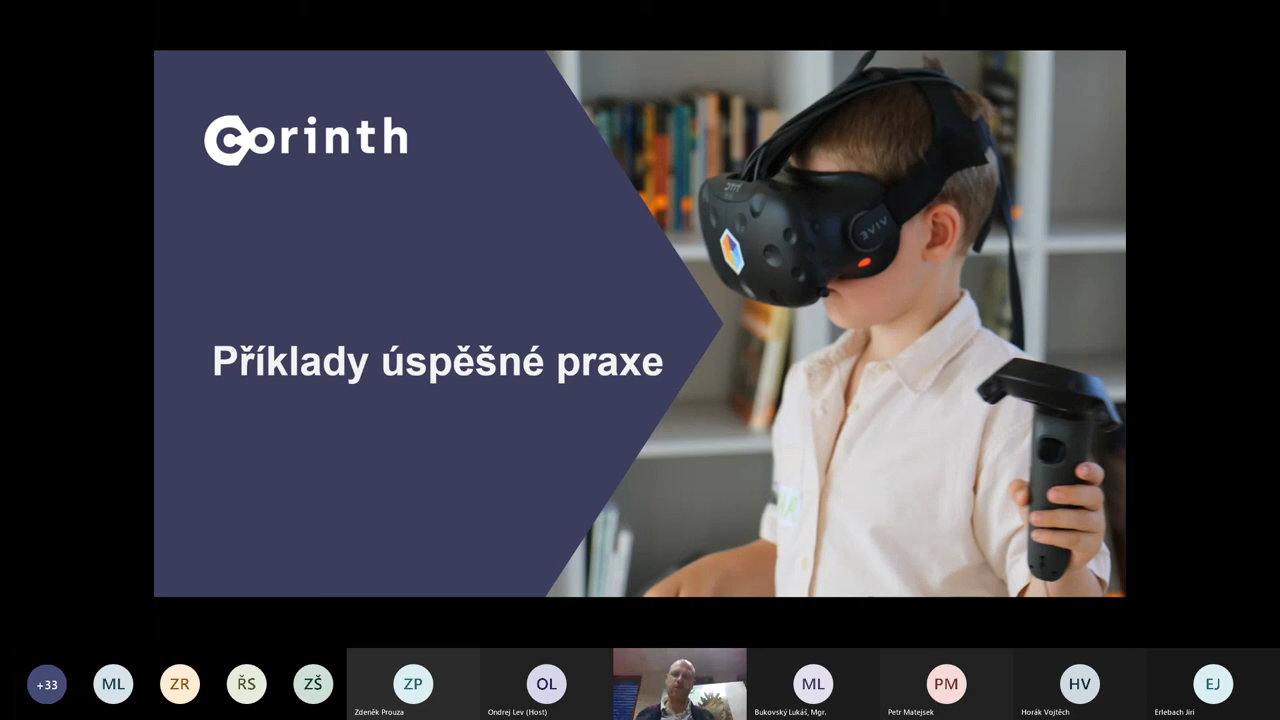 corinth
Příklady úspěšné praxe
VIVE
+33
ML
ZR
ŘS
ZŠ
ZP
OL
ML
PM
HV
EJ
Zdeněk Prouza
Ondrej Lev (Host)
Bukovský Lukáš, Mgr.
Petr Matejsek
Horák Vojtěch
Erlebach Jiri